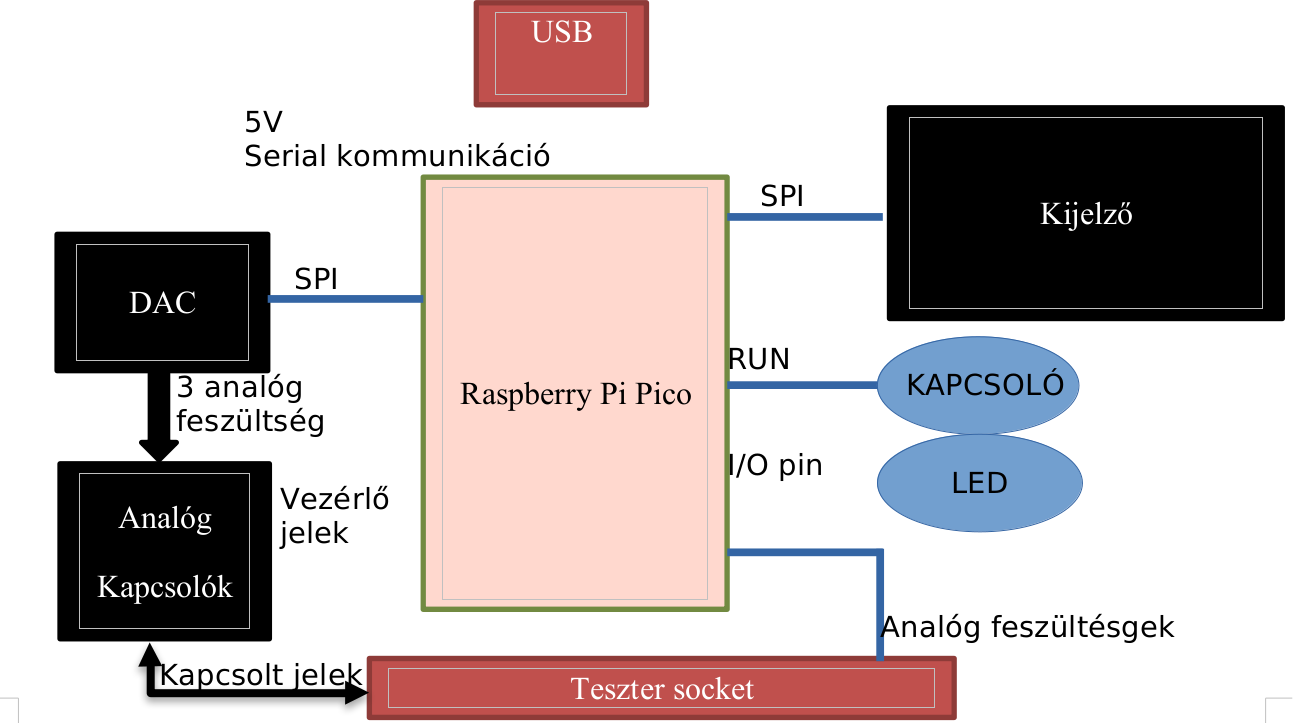 USB
5V
Serial kommunikáció
SPI
Kijelző
SPI
DAC
RUN
KAPCSOLÓ
3 analóg
feszültség
Raspberry Pi Pico
I/O pin
LED
Vezérlő
jelek
Analóg
Kapcsolók
Analóg feszültésgek
Kapcsolt jelek
Teszter socket